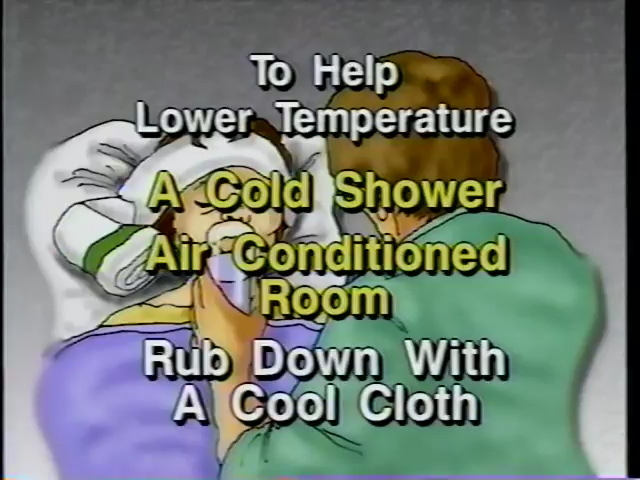 To Help
Lower Temperature
A Cold Shower
Air Conditioned
Room
Rub Down With
A Cool Cloth